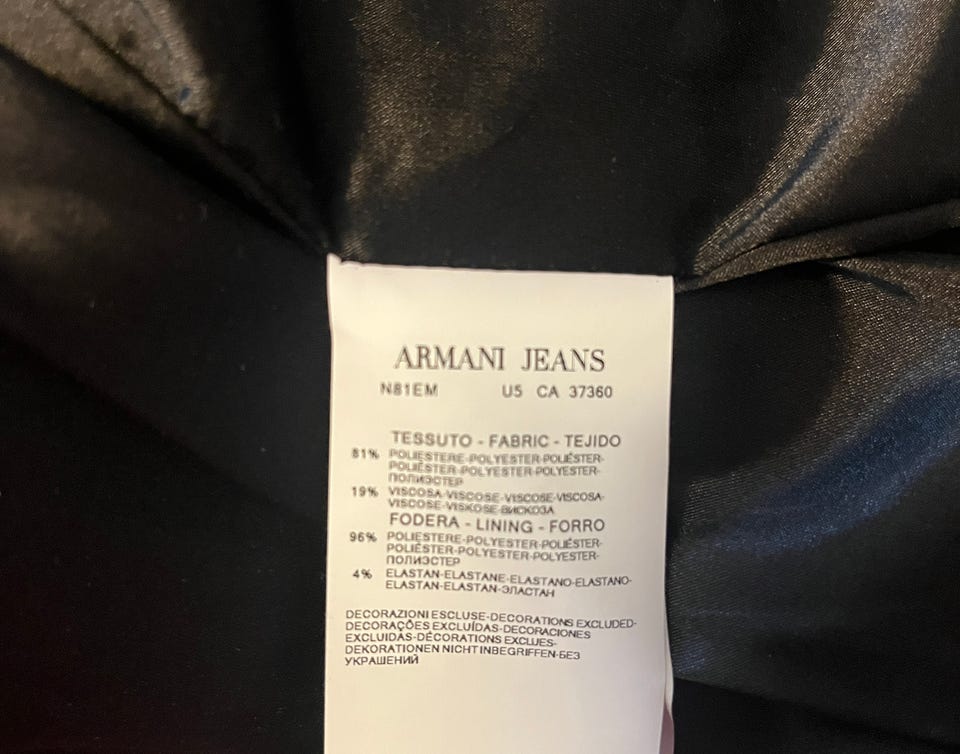 ARMANI JEANS
N81EM US CA 37360
TESSUTO - FABRIC - TEJIDO
81% POLIESTERE-POLYESTER-POLIÉSTER-
POLIÉSTER-POLYESTER-POLYESTER-
ПОЛИЭСТЕР
19% VISCOSA-VISCOSE-VISCOSE-VISCOSA-
VISCOSE-VISKOSE-ВИСКОЗА
FODERA - LINING - FORRO
96% POLIESTERE-POLYESTER-POLIÉSTER-
POLIÉSTER-POLYESTER-POLYESTER-
ПОЛИЭСТЕР
4% ELASTAN-ELASTANE-ELASTANO-ELASTANO-
ELASTAN-ELASTAN-ЭЛАСТАН
DECORAZIONI ESCLUSE-DECORATIONS EXCLUDED-
DECORAÇÕES EXCLUÍDAS-DECORACIONES
EXCLUIDAS-DÉCORATIONS EXCLUES-
DEKORATIONEN NICHT INBEGRIFFEN-БЕЗ
УКРАШЕНИЙ